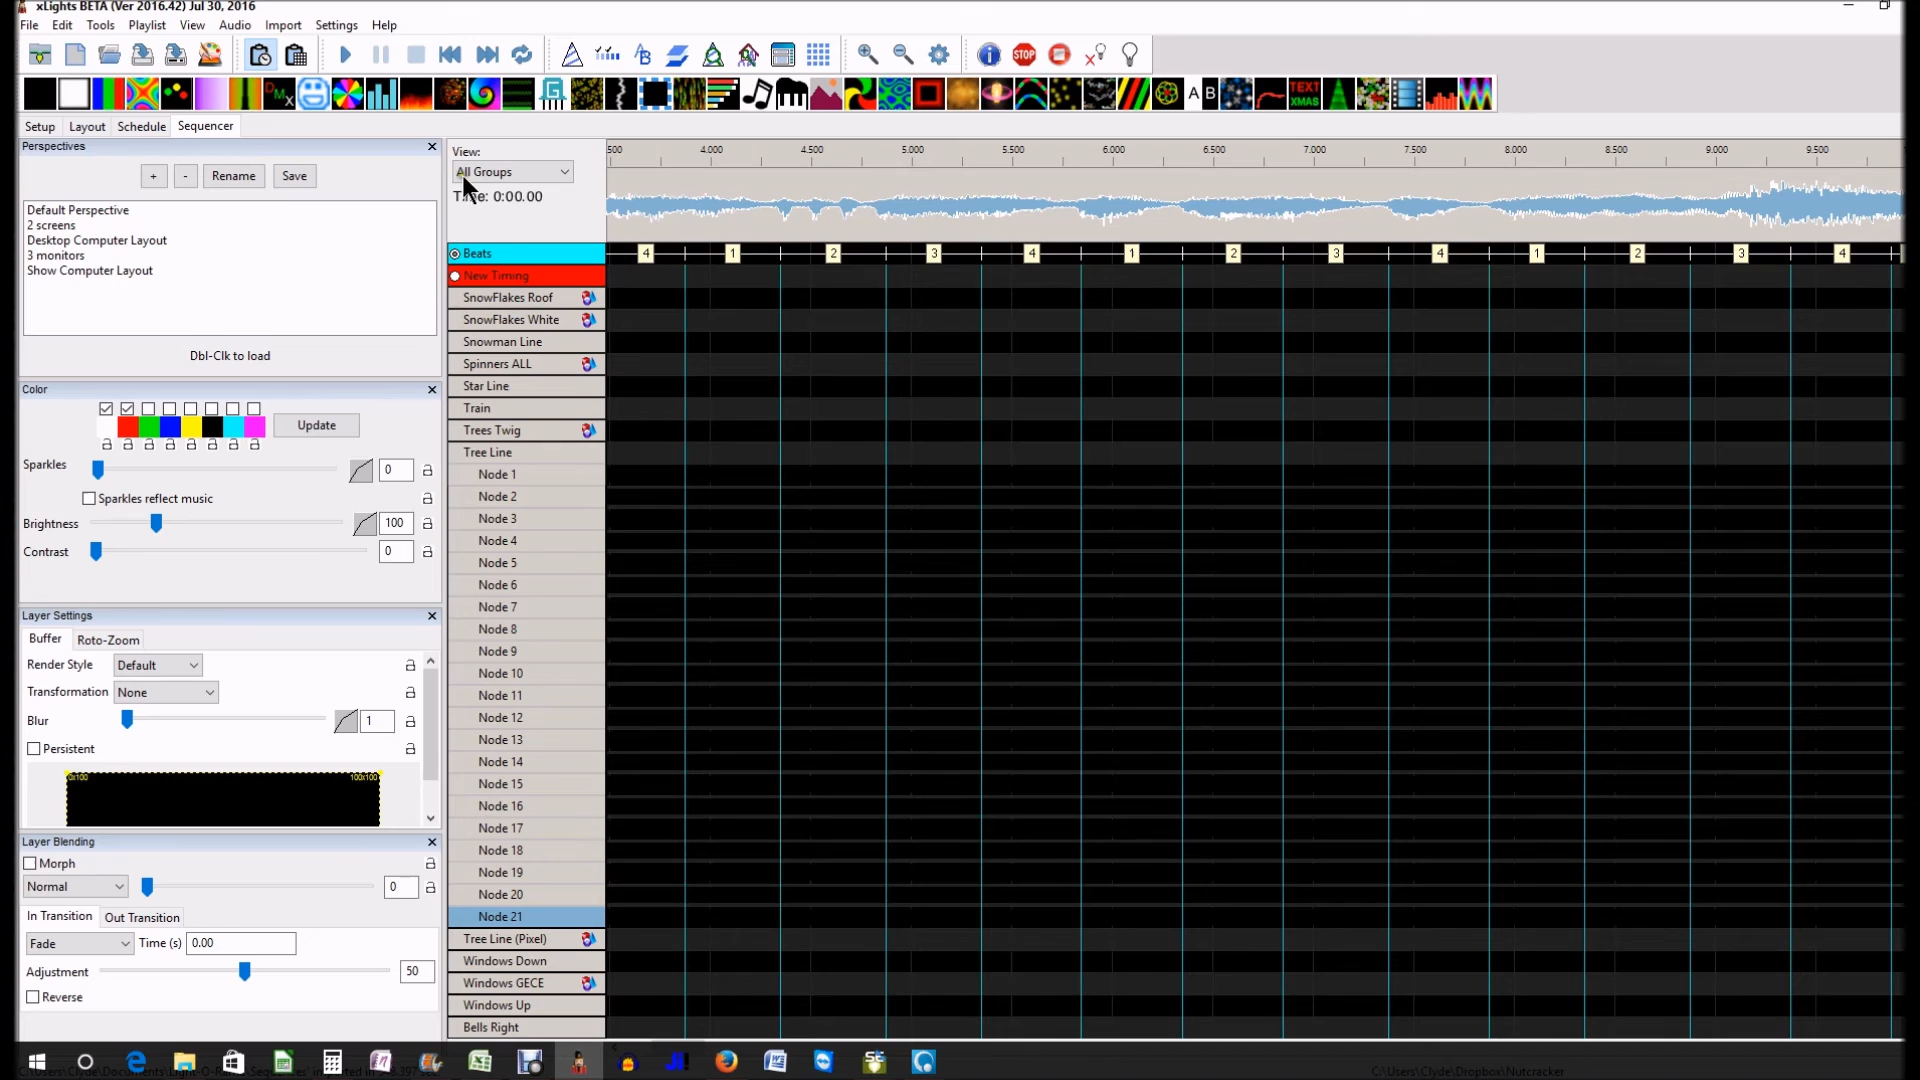 xLights BETA (Ver 2016.42) Jul 30, 2016
File Edit Tools Playlist View Audio Import Settings Help
STOP
TEXT XMAS
A B
Setup Layout Schedule Sequencer
Perspectives
+ - Rename Save
Default Perspective
2 screens
Desktop Computer Layout
3 monitors
Show Computer Layout
Dbl-Clk to load
Color
Update
Sparkles 0
Sparkles reflect music
Brightness 100
Contrast 0
Layer Settings
Buffer Roto-Zoom
Render Style Default
Transformation None
Blur 1
Persistent
0x100 100x100
Layer Blending
Morph
Normal 0
In Transition Out Transition
Fade Time (s) 0.00
Adjustment 50
Reverse
View:
All Groups
0:00.00
500 4.000 4.500 5.000 5.500 6.000 6.500 7.000 7.500 8.000 8.500 9.000 9.500
Beats 4 1 2 3 4 1 2 3 4 1 2 3 4
New Timing
SnowFlakes Roof
SnowFlakes White
Snowman Line
Spinners ALL
Star Line
Train
Trees Twig
Tree Line
Node 1
Node 2
Node 3
Node 4
Node 5
Node 6
Node 7
Node 8
Node 9
Node 10
Node 11
Node 12
Node 13
Node 14
Node 15
Node 16
Node 17
Node 18
Node 19
Node 20
Node 21
Tree Line (Pixel)
Windows Down
Windows GECE
Windows Up
Bells Right
C:\Users\Clyde\Dropbox\Nutcracker